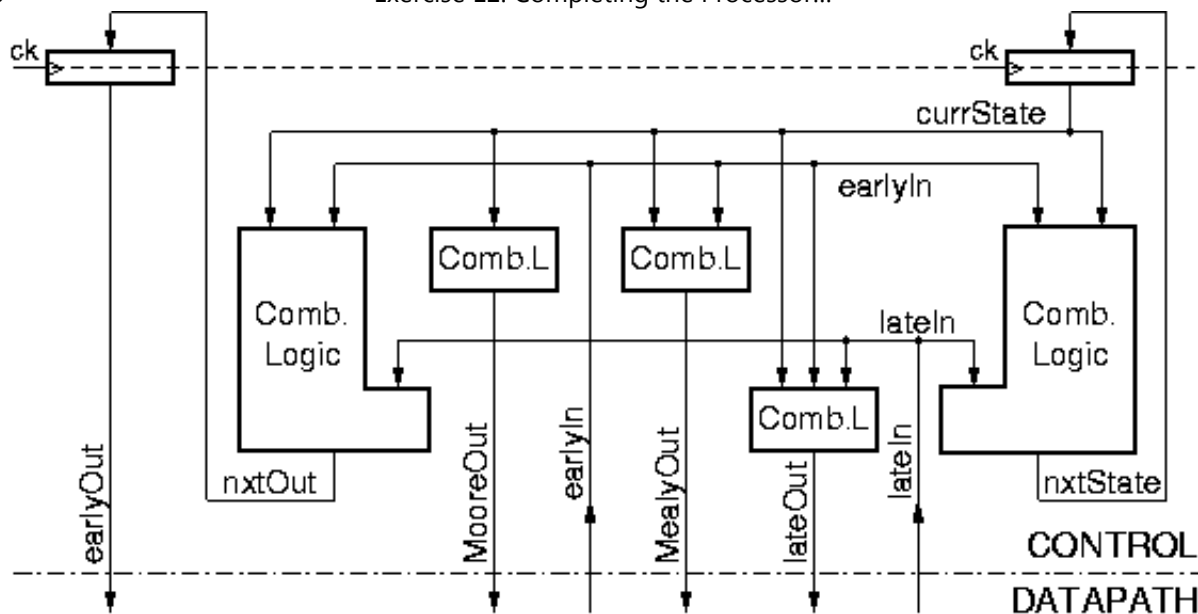 Exercise 12: Completing the Processor...
ck
ck
currState
earlyIn
Comb.L
Comb.L
Comb.
Logic
lateIn
Comb.
Logic
Comb.L
nxtOut
nxtState
earlyOut
MooreOut
earlyIn
MealyOut
lateOut
lateIn
CONTROL
DATAPATH